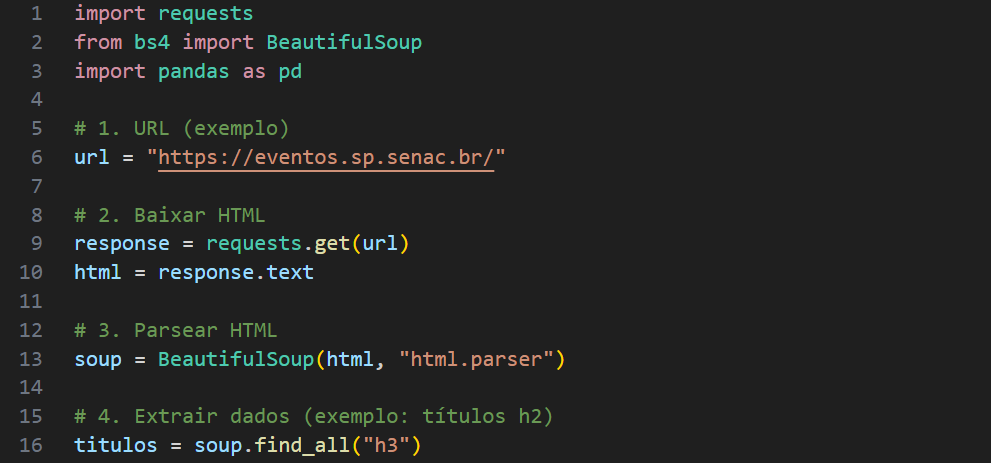 1 import requests
2 from bs4 import BeautifulSoup
3 import pandas as pd
4
5 # 1. URL (exemplo)
6 url = "https://eventos.sp.senac.br/"
7
8 # 2. Baixar HTML
9 response = requests.get(url)
10 html = response.text
11
12 # 3. Parsear HTML
13 soup = BeautifulSoup(html, "html.parser")
14
15 # 4. Extrair dados (exemplo: títulos h2)
16 titulos = soup.find_all("h3")